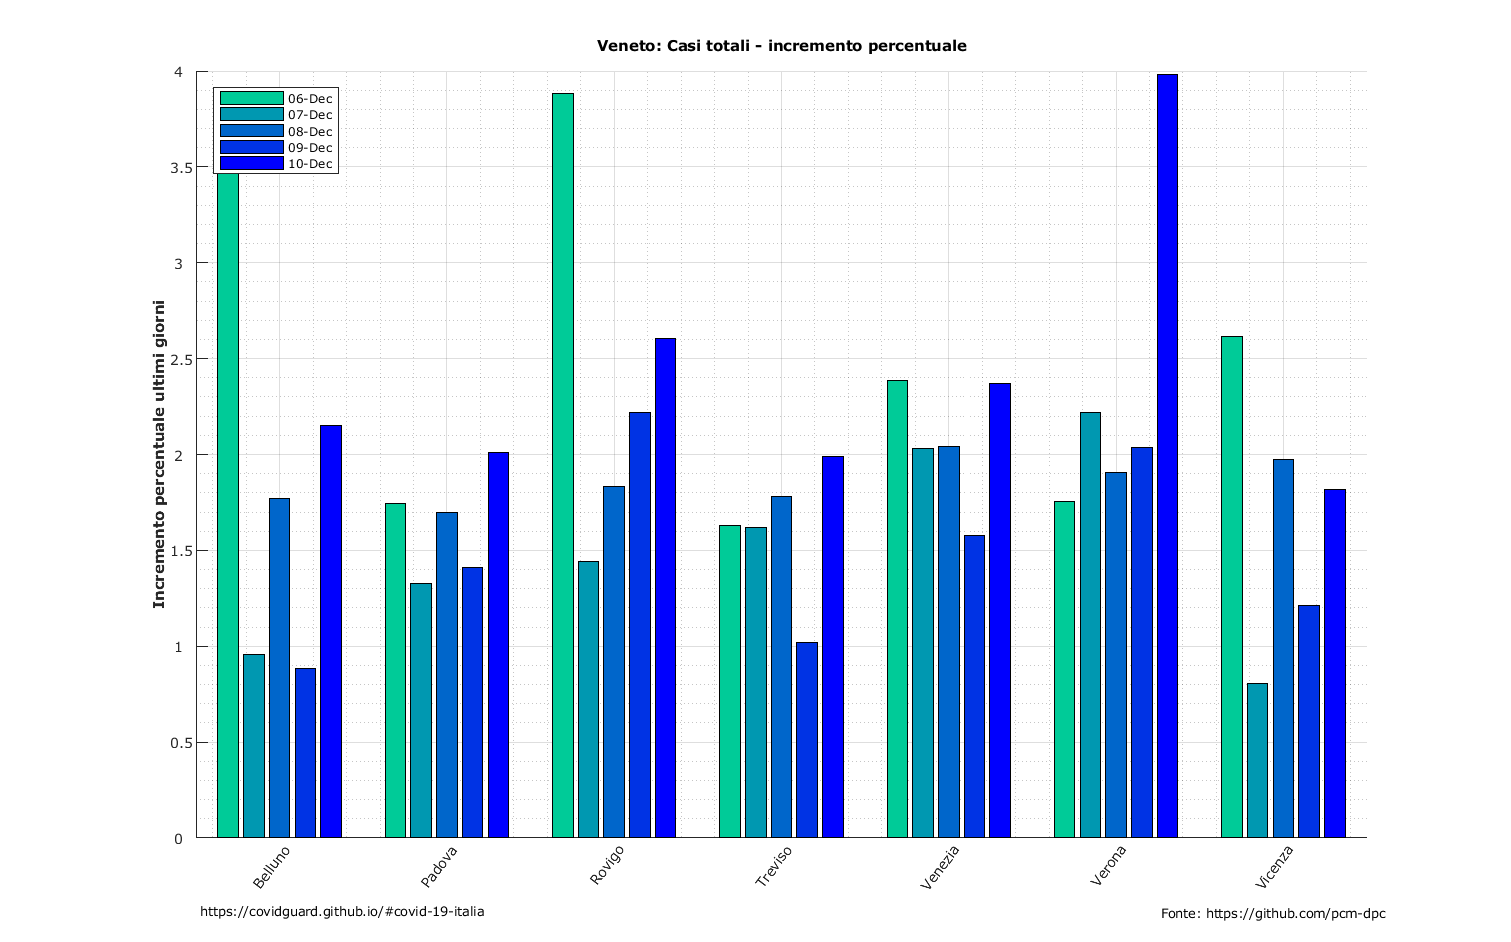 Veneto: Casi totali - incremento percentuale
Incremento percentuale ultimi giorni
4
3.5
3
2.5
2
1.5
1
0.5
0
06-Dec
07-Dec
08-Dec
09-Dec
10-Dec
Belluno
Padova
Rovigo
Treviso
Venezia
Verona
Vicenza
https://covidguard.github.io/#covid-19-italia
Fonte: https://github.com/pcm-dpc